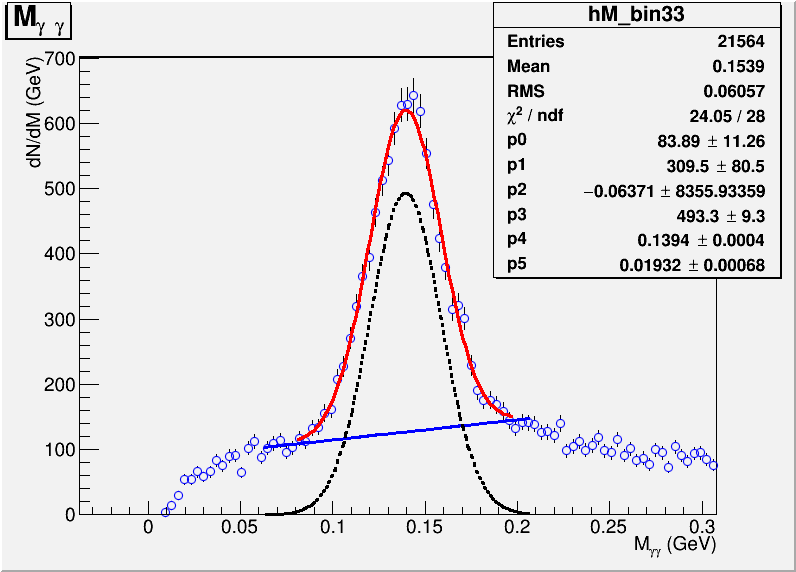 M γ γ
hM_bin33
Entries 21564
Mean 0.1539
RMS 0.06057
χ² / ndf 24.05 / 28
p0 83.89 ± 11.26
p1 309.5 ± 80.5
p2 −0.06371 ± 8355.93359
p3 493.3 ± 9.3
p4 0.1394 ± 0.0004
p5 0.01932 ± 0.00068
dN/dM (GeV)
700
600
500
400
300
200
100
0
0 0.05 0.1 0.15 0.2 0.25 0.3
Mγγ (GeV)